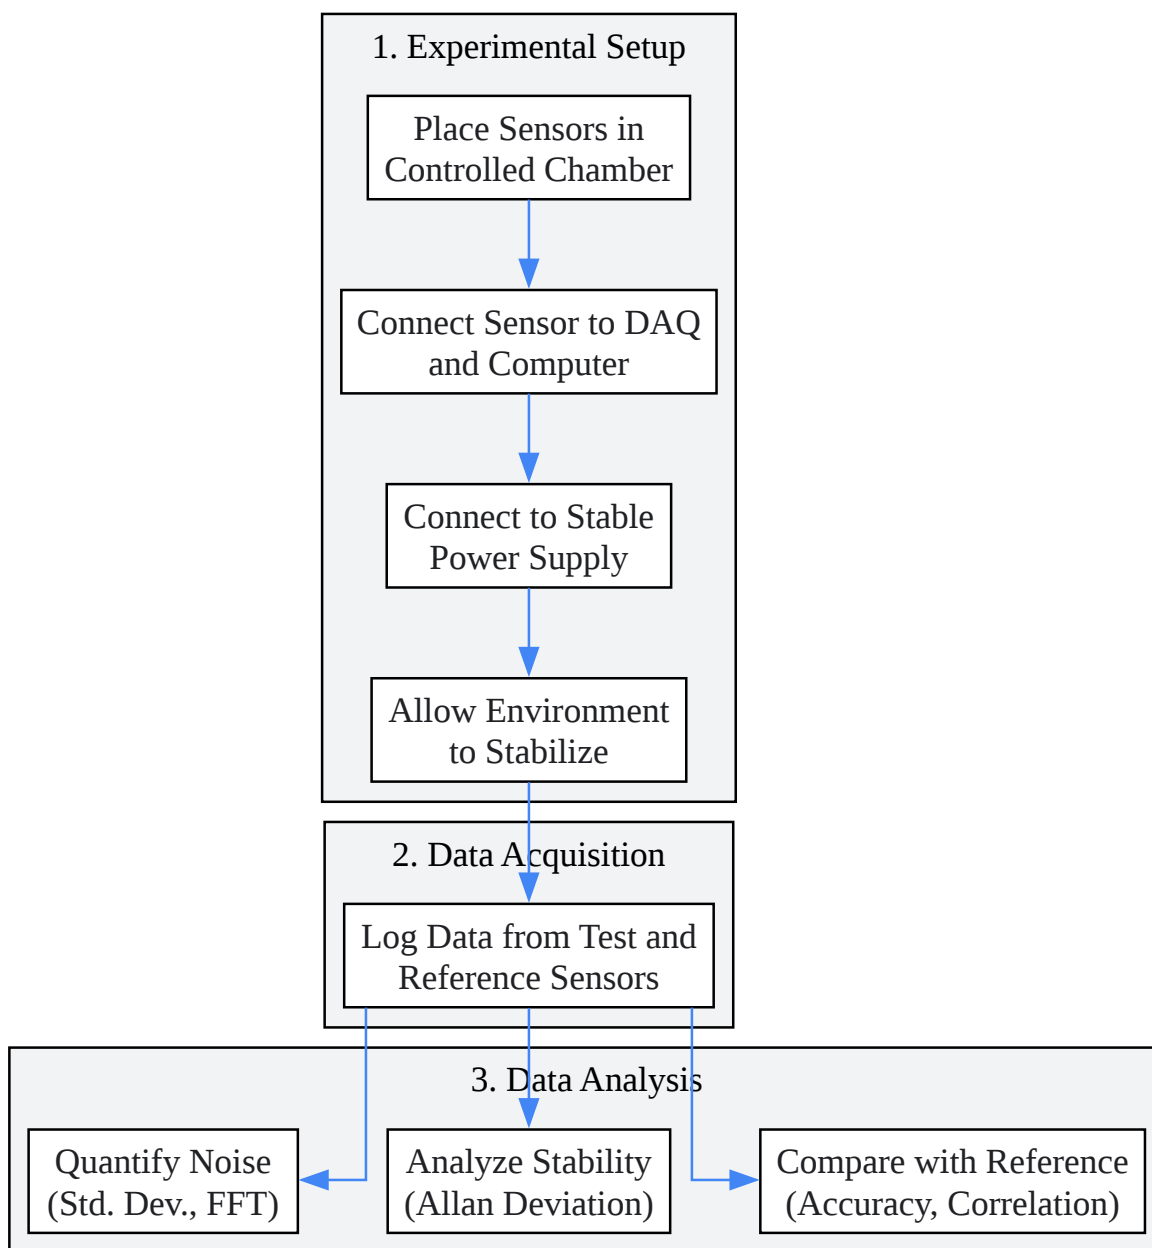 1. Experimental Setup
Place Sensors in
Controlled Chamber
Connect Sensor to DAQ
and Computer
Connect to Stable
Power Supply
Allow Environment
to Stabilize
2. Data Acquisition
Log Data from Test and
Reference Sensors
3. Data Analysis
Quantify Noise
(Std. Dev., FFT)
Analyze Stability
(Allan Deviation)
Compare with Reference
(Accuracy, Correlation)